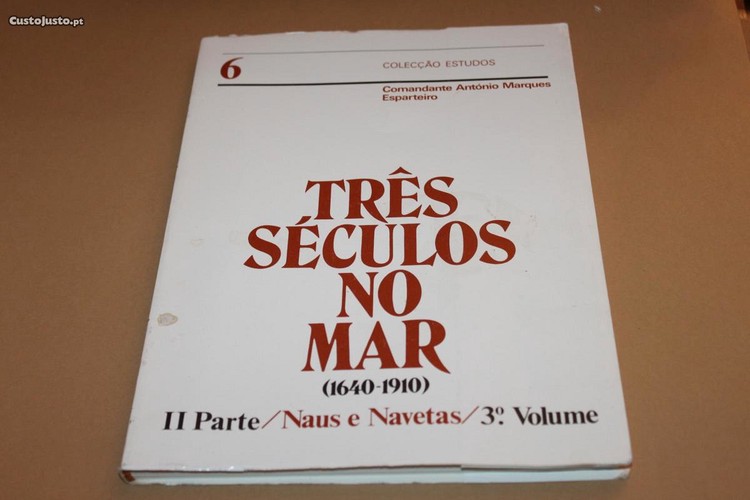 CustoJusto.pt
6
COLECÇÃO ESTUDOS
Comandante António Marques
Esparteiro
TRÊS
SÉCULOS
NO
MAR
(1640-1910)
II Parte/Naus e Navetas/3º. Volume